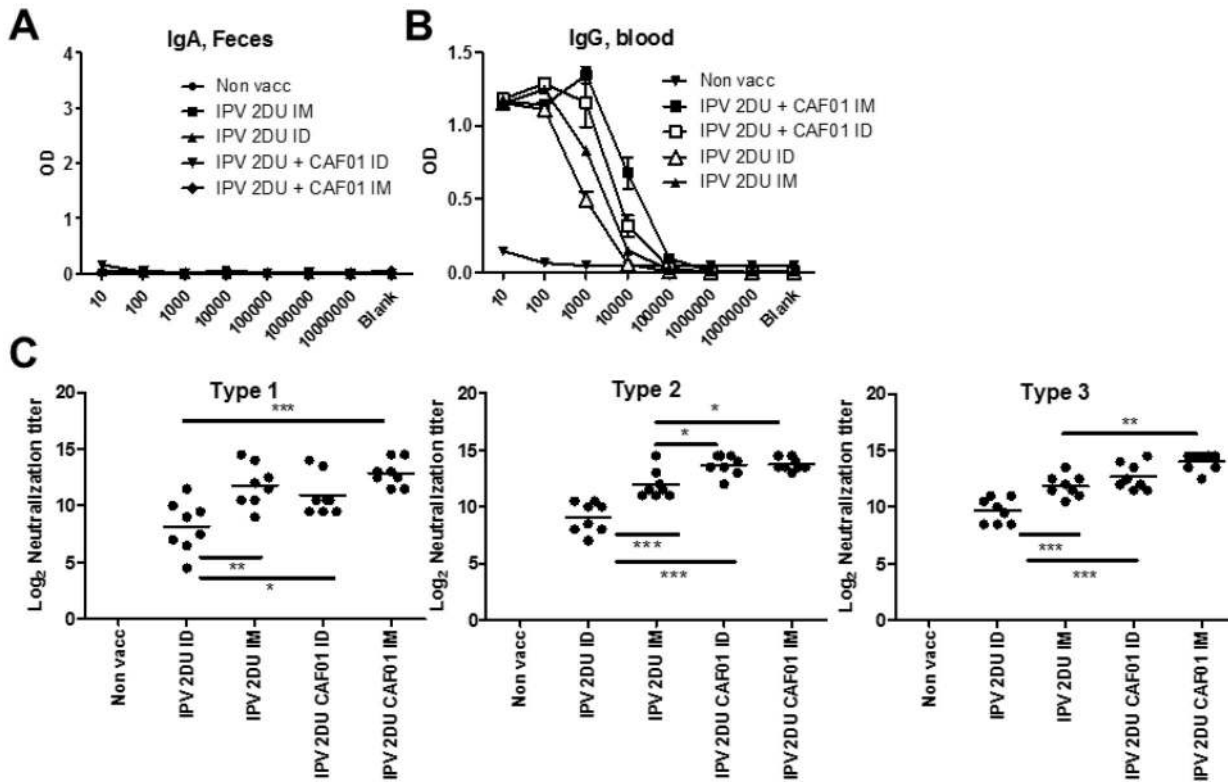 A
IgA, Feces
4
3
2
1
0
OD
Non vacc
IPV 2DU IM
IPV 2DU ID
IPV 2DU + CAF01 ID
IPV 2DU + CAF01 IM
10
100
1000
10000
100000
1000000
10000000
Blank
B
IgG, blood
1.5
1.0
0.5
0.0
OD
Non vacc
IPV 2DU + CAF01 IM
IPV 2DU + CAF01 ID
IPV 2DU ID
IPV 2DU IM
10
100
1000
10000
100000
1000000
10000000
Blank
C
Type 1
Log2 Neutralization titer
20
15
10
5
0
***
**
*
Non vacc
IPV 2DU ID
IPV 2DU IM
IPV 2DU CAF01 ID
IPV 2DU CAF01 IM
Type 2
Log2 Neutralization titer
20
15
10
5
0
*
*
***
***
Non vacc
IPV 2DU ID
IPV 2DU IM
IPV 2DU CAF01 ID
IPV 2DU CAF01 IM
Type 3
Log2 Neutralization titer
20
15
10
5
0
**
***
***
Non vacc
IPV 2DU ID
IPV 2DU IM
IPV 2DU CAF01 ID
IPV 2DU CAF01 IM